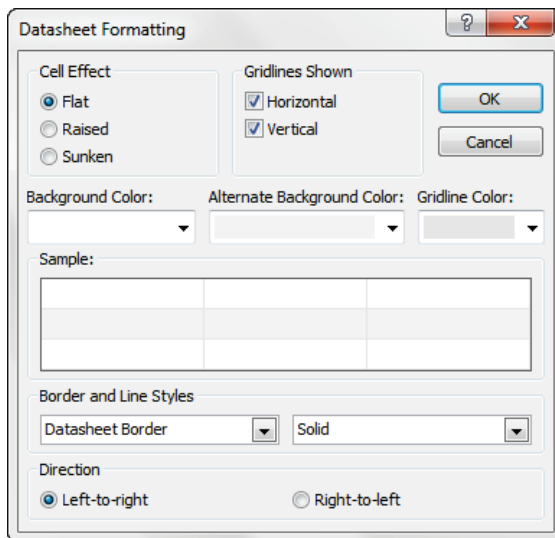 Datasheet Formatting
Cell Effect
Flat
Raised
Sunken
Gridlines Shown
Horizontal
Vertical
OK
Cancel
Background Color: Alternate Background Color: Gridline Color:
Sample:
Border and Line Styles
Datasheet Border Solid
Direction
Left-to-right Right-to-left